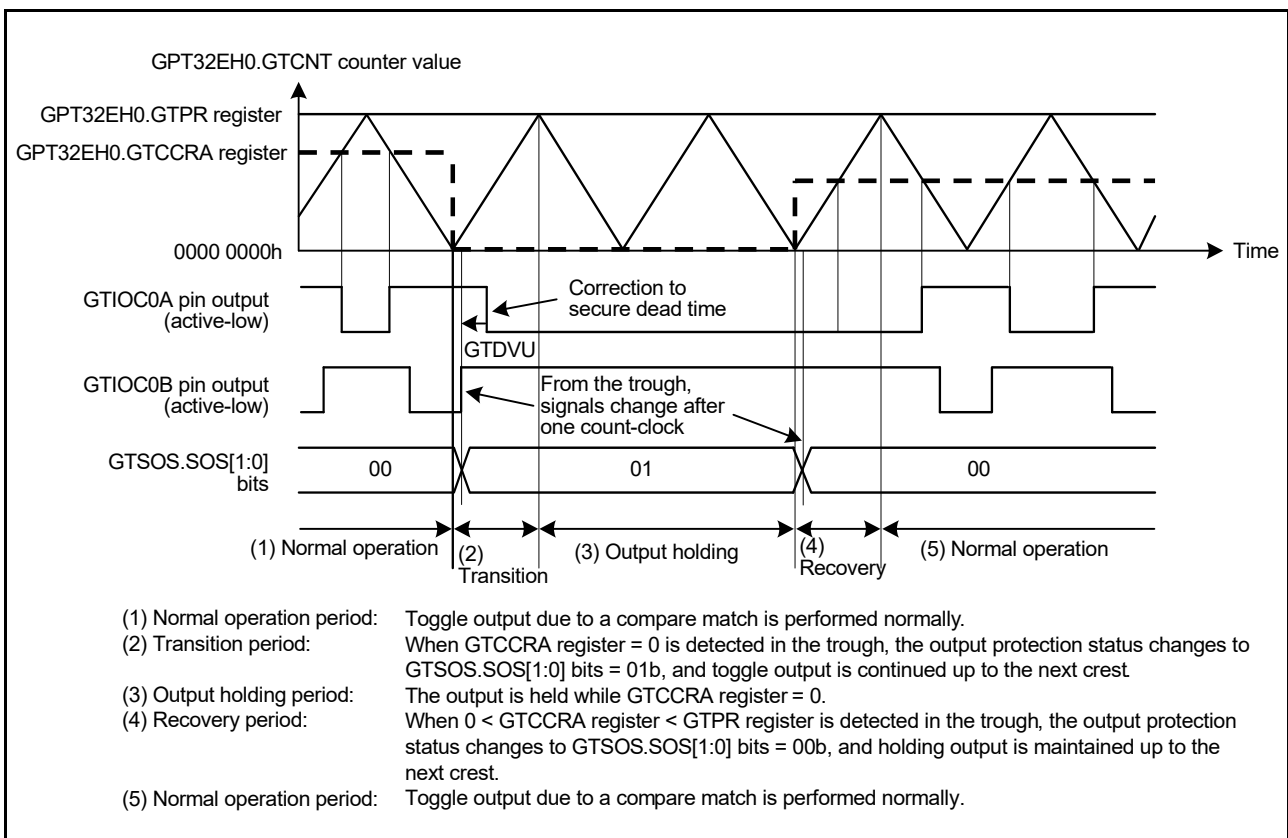 GPT32EH0.GTCNT counter value
GPT32EH0.GTPR register
GPT32EH0.GTCCRA register
0000 0000h
Time
GTIOC0A pin output
(active-low)
Correction to
secure dead time
GTDVU
GTIOC0B pin output
(active-low)
From the trough,
signals change after
one count-clock
GTSOS.SOS[1:0]
bits
00
01
00
(1) Normal operation
(2)
Transition
(3) Output holding
(4)
Recovery
(5) Normal operation
(1) Normal operation period: Toggle output due to a compare match is performed normally.
(2) Transition period: When GTCCRA register = 0 is detected in the trough, the output protection status changes to
GTSOS.SOS[1:0] bits = 01b, and toggle output is continued up to the next crest.
(3) Output holding period: The output is held while GTCCRA register = 0.
(4) Recovery period: When 0 < GTCCRA register < GTPR register is detected in the trough, the output protection
status changes to GTSOS.SOS[1:0] bits = 00b, and holding output is maintained up to the
next crest.
(5) Normal operation period: Toggle output due to a compare match is performed normally.